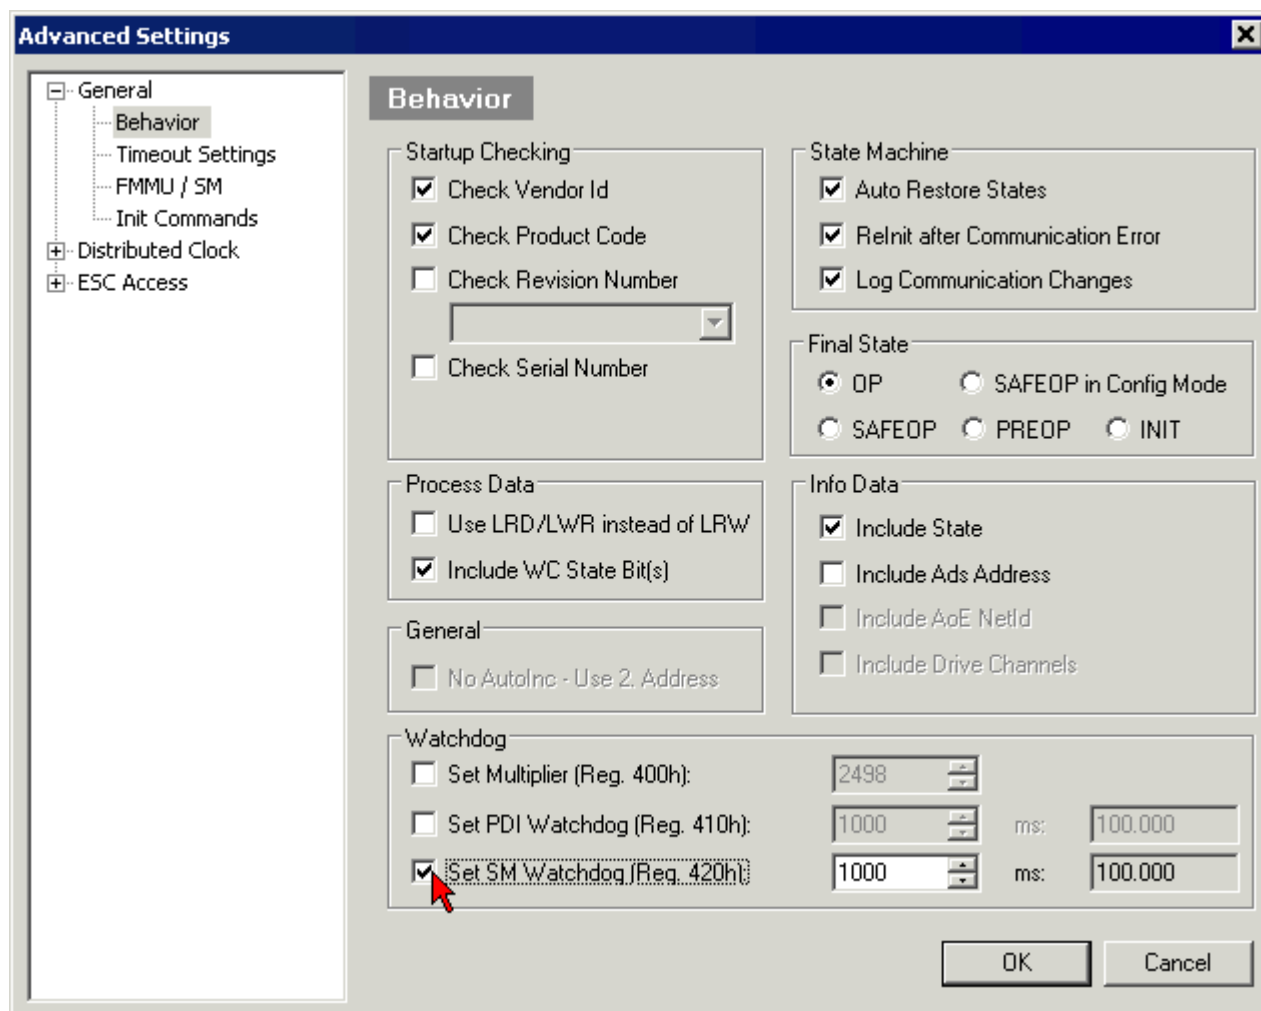 Advanced Settings
General
Behavior
Timeout Settings
FMMU / SM
Init Commands
Distributed Clock
ESC Access
Behavior
Startup Checking
Check Vendor Id
Check Product Code
Check Revision Number
Check Serial Number
State Machine
Auto Restore States
ReInit after Communication Error
Log Communication Changes
Final State
OP SAFEOP in Config Mode
SAFEOP PREOP INIT
Process Data
Use LRD/LWR instead of LRW
Include WC State Bit(s)
Info Data
Include State
Include Ads Address
Include AoE NetId
Include Drive Channels
General
No AutoInc - Use 2. Address
Watchdog
Set Multiplier (Reg. 400h): 2498
Set PDI Watchdog (Reg. 410h): 1000 ms: 100.000
Set SM Watchdog (Reg. 420h): 1000 ms: 100.000
OK Cancel